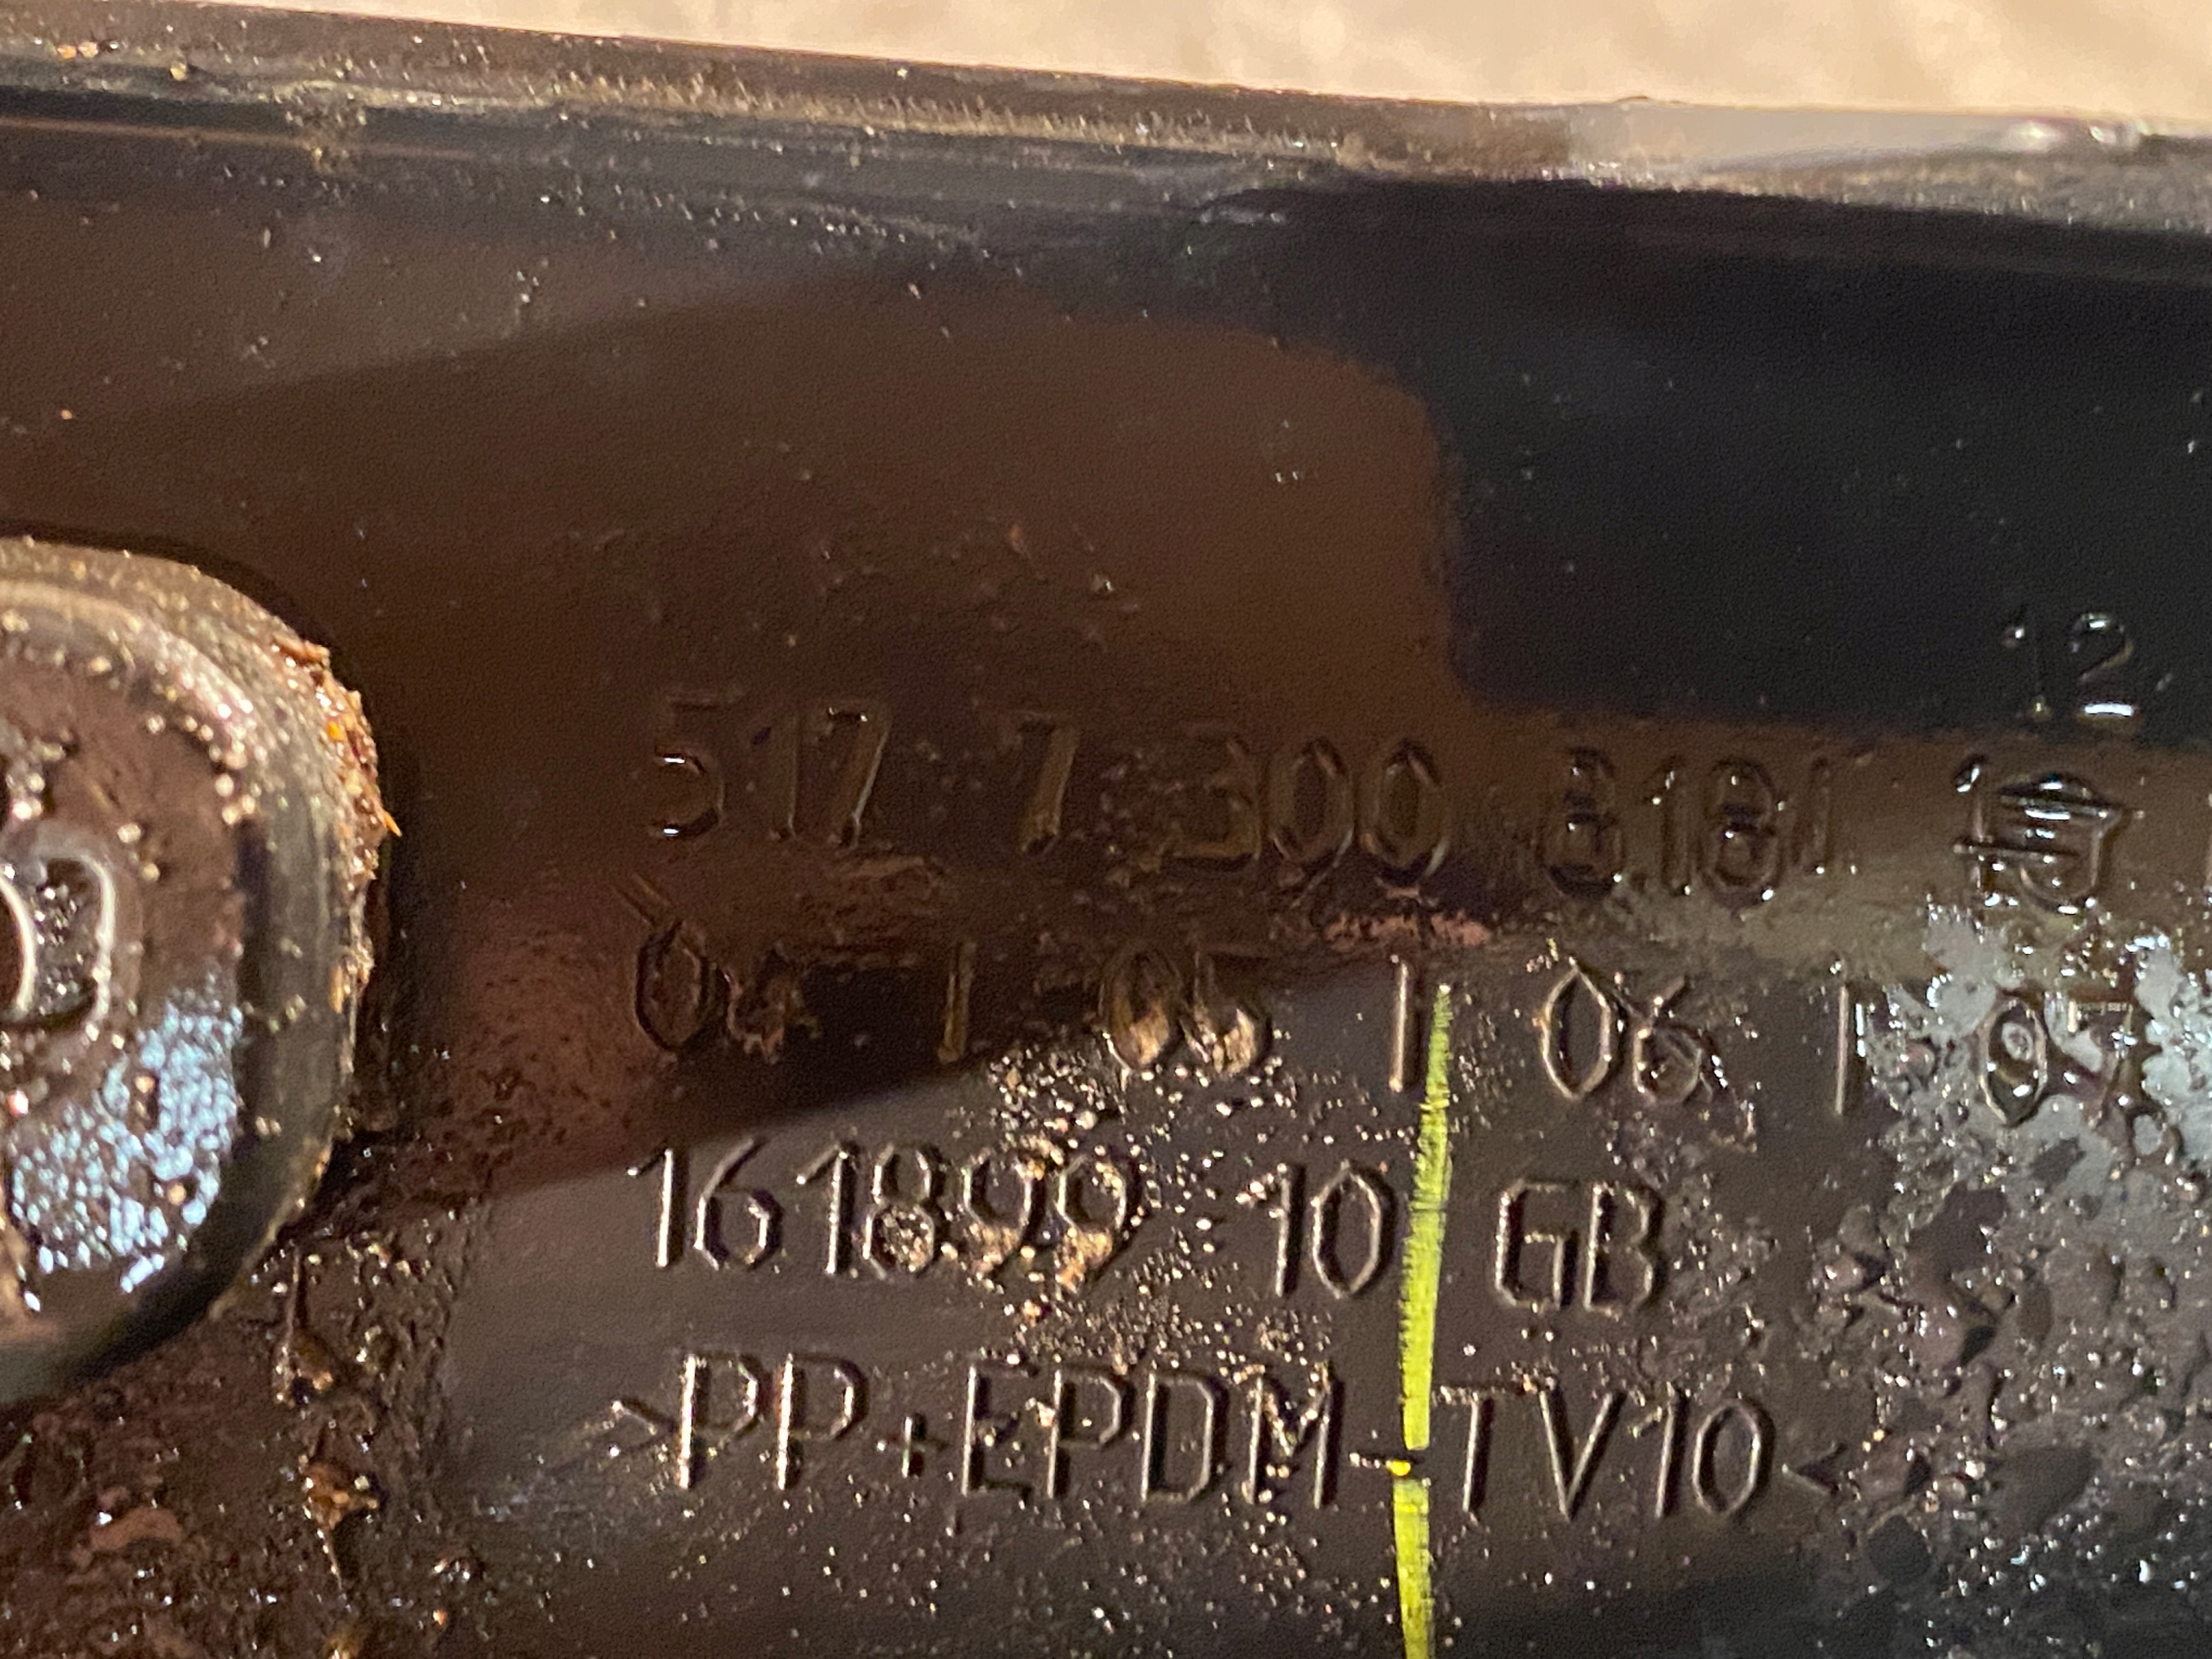 12
517 7 300 8181
04 | 05 | 06 | 07
161899 10 GB
>PP+EPDM-TV10<